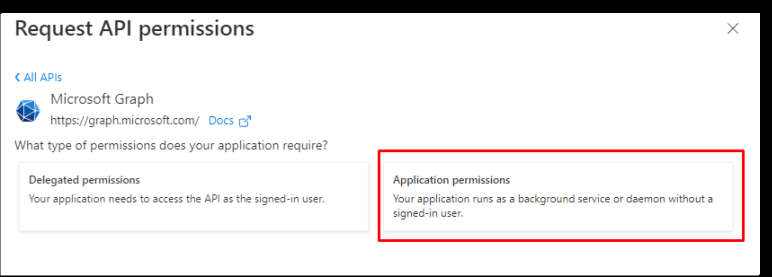 Request API permissions
All APIs
Microsoft Graph
https://graph.microsoft.com/ Docs
What type of permissions does your application require?
Delegated permissions
Your application needs to access the API as the signed-in user.
Application permissions
Your application runs as a background service or daemon without a
signed-in user.